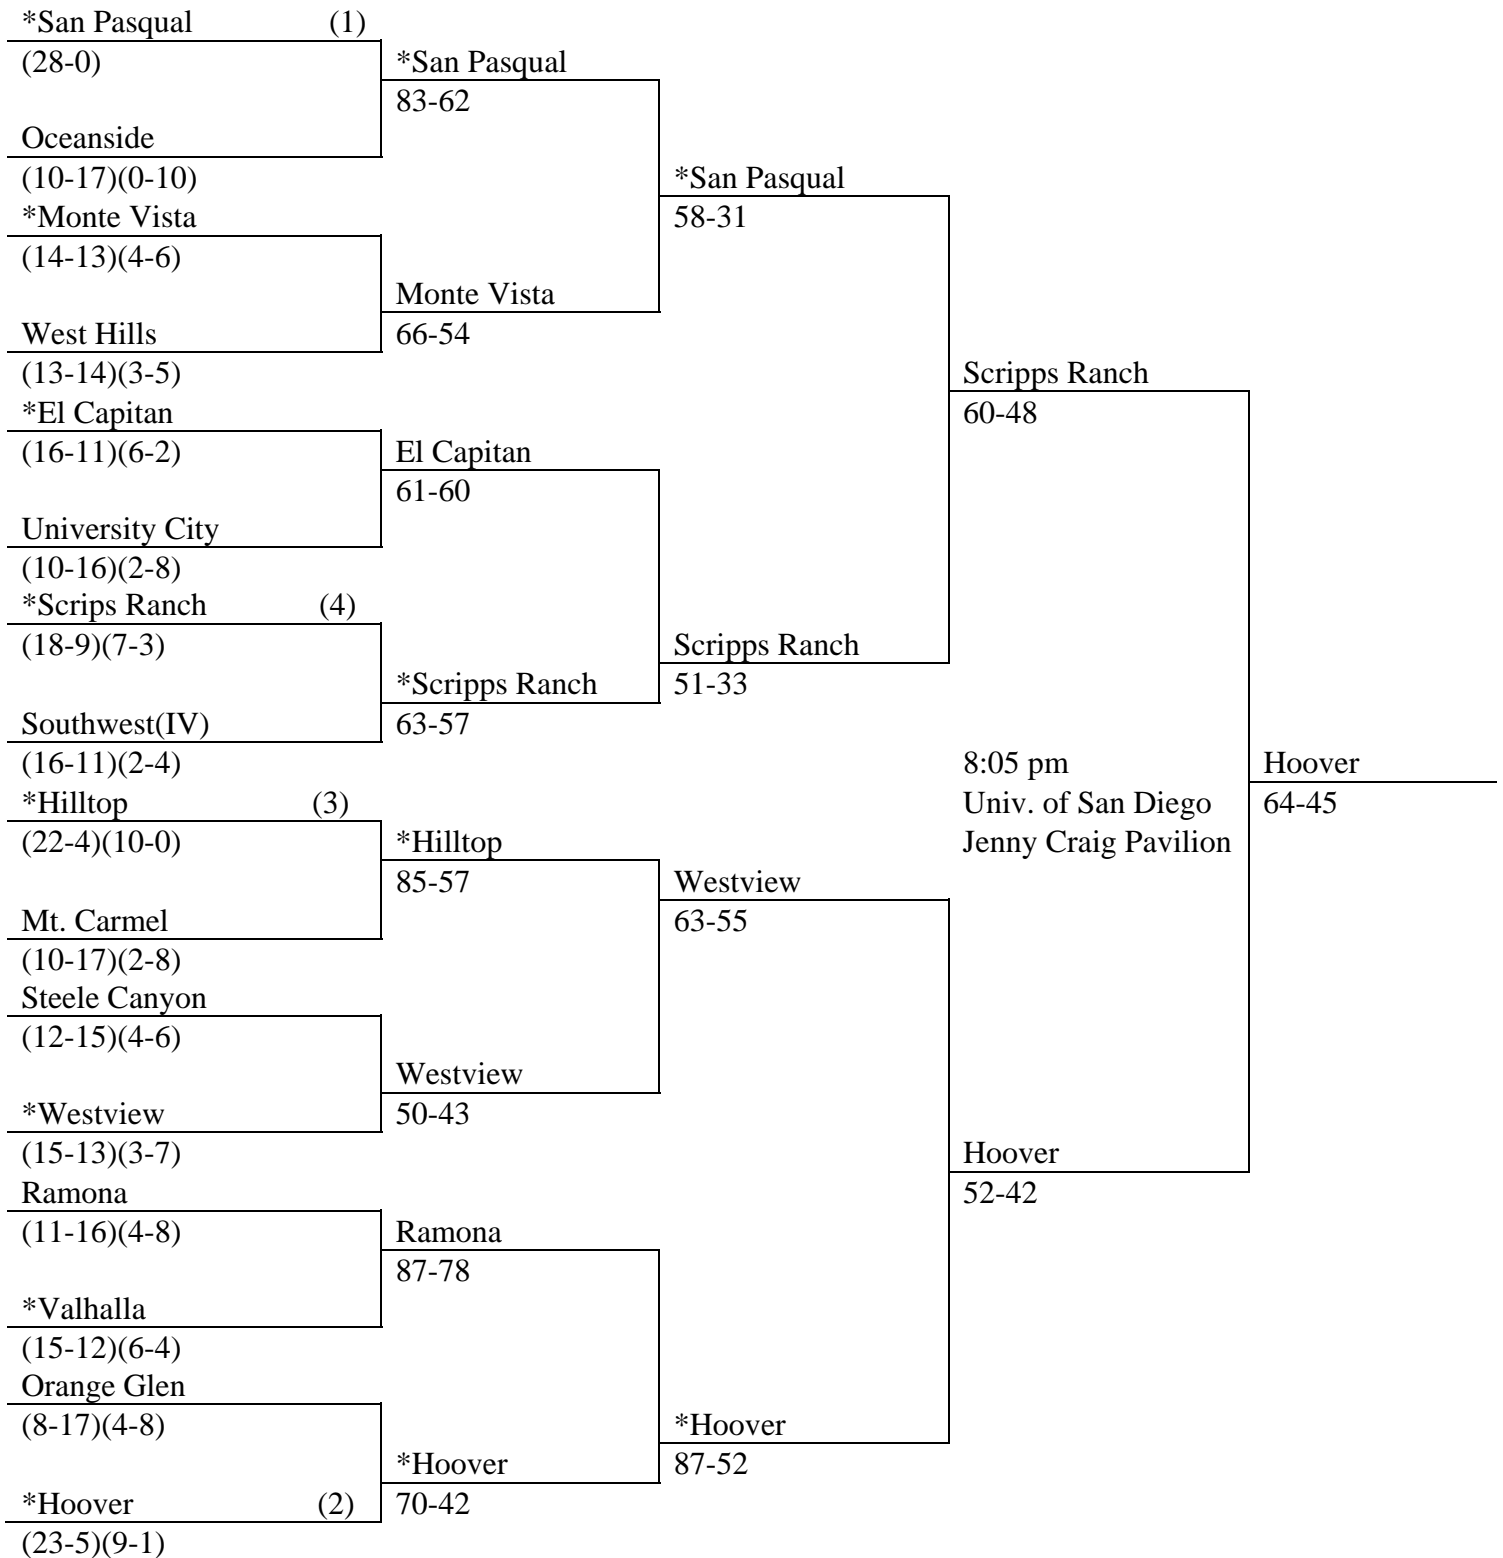 *San Pasqual (1)
(28-0)
*San Pasqual
83-62
Oceanside
(10-17)(0-10)
*San Pasqual
*Monte Vista
58-31
(14-13)(4-6)
Monte Vista
West Hills
66-54
(13-14)(3-5)
Scripps Ranch
*El Capitan
60-48
(16-11)(6-2)
El Capitan
61-60
University City
(10-16)(2-8)
*Scrips Ranch (4)
(18-9)(7-3)
Scripps Ranch
*Scripps Ranch
51-33
Southwest(IV)
63-57
(16-11)(2-4)
8:05 pm
Hoover
*Hilltop (3)
Univ. of San Diego
64-45
(22-4)(10-0)
*Hilltop
Jenny Craig Pavilion
85-57
Westview
Mt. Carmel
63-55
(10-17)(2-8)
Steele Canyon
(12-15)(4-6)
Westview
*Westview
50-43
(15-13)(3-7)
Hoover
Ramona
52-42
(11-16)(4-8)
Ramona
87-78
*Valhalla
(15-12)(6-4)
Orange Glen
(8-17)(4-8)
*Hoover
*Hoover
87-52
*Hoover (2)
70-42
(23-5)(9-1)